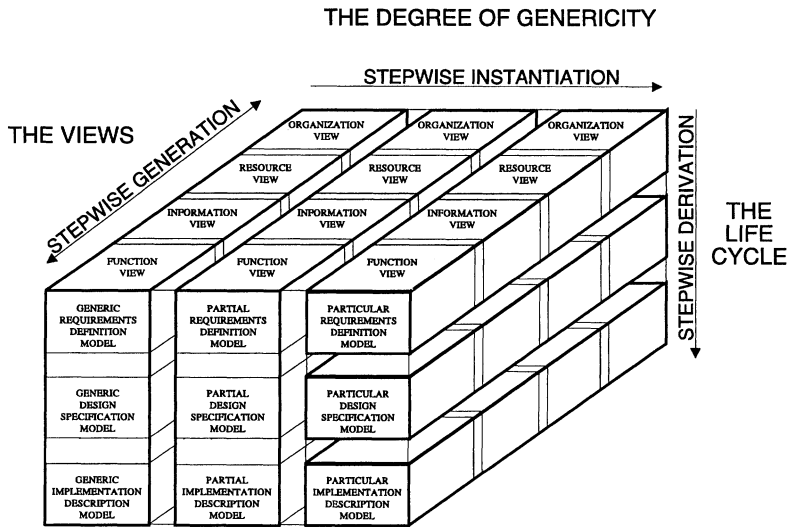 THE DEGREE OF GENERICITY
STEPWISE INSTANTIATION
THE VIEWS
STEPWISE GENERATION
ORGANIZATION
VIEW
ORGANIZATION
VIEW
ORGANIZATION
VIEW
RESOURCE
VIEW
RESOURCE
VIEW
RESOURCE
VIEW
INFORMATION
VIEW
INFORMATION
VIEW
INFORMATION
VIEW
FUNCTION
VIEW
FUNCTION
VIEW
FUNCTION
VIEW
STEPWISE DERIVATION
THE
LIFE
CYCLE
GENERIC
REQUIREMENTS
DEFINITION
MODEL
PARTIAL
REQUIREMENTS
DEFINITION
MODEL
PARTICULAR
REQUIREMENTS
DEFINITION
MODEL
GENERIC
DESIGN
SPECIFICATION
MODEL
PARTIAL
DESIGN
SPECIFICATION
MODEL
PARTICULAR
DESIGN
SPECIFICATION
MODEL
GENERIC
IMPLEMENTATION
DESCRIPTION
MODEL
PARTIAL
IMPLEMENTATION
DESCRIPTION
MODEL
PARTICULAR
IMPLEMENTATION
DESCRIPTION
MODEL